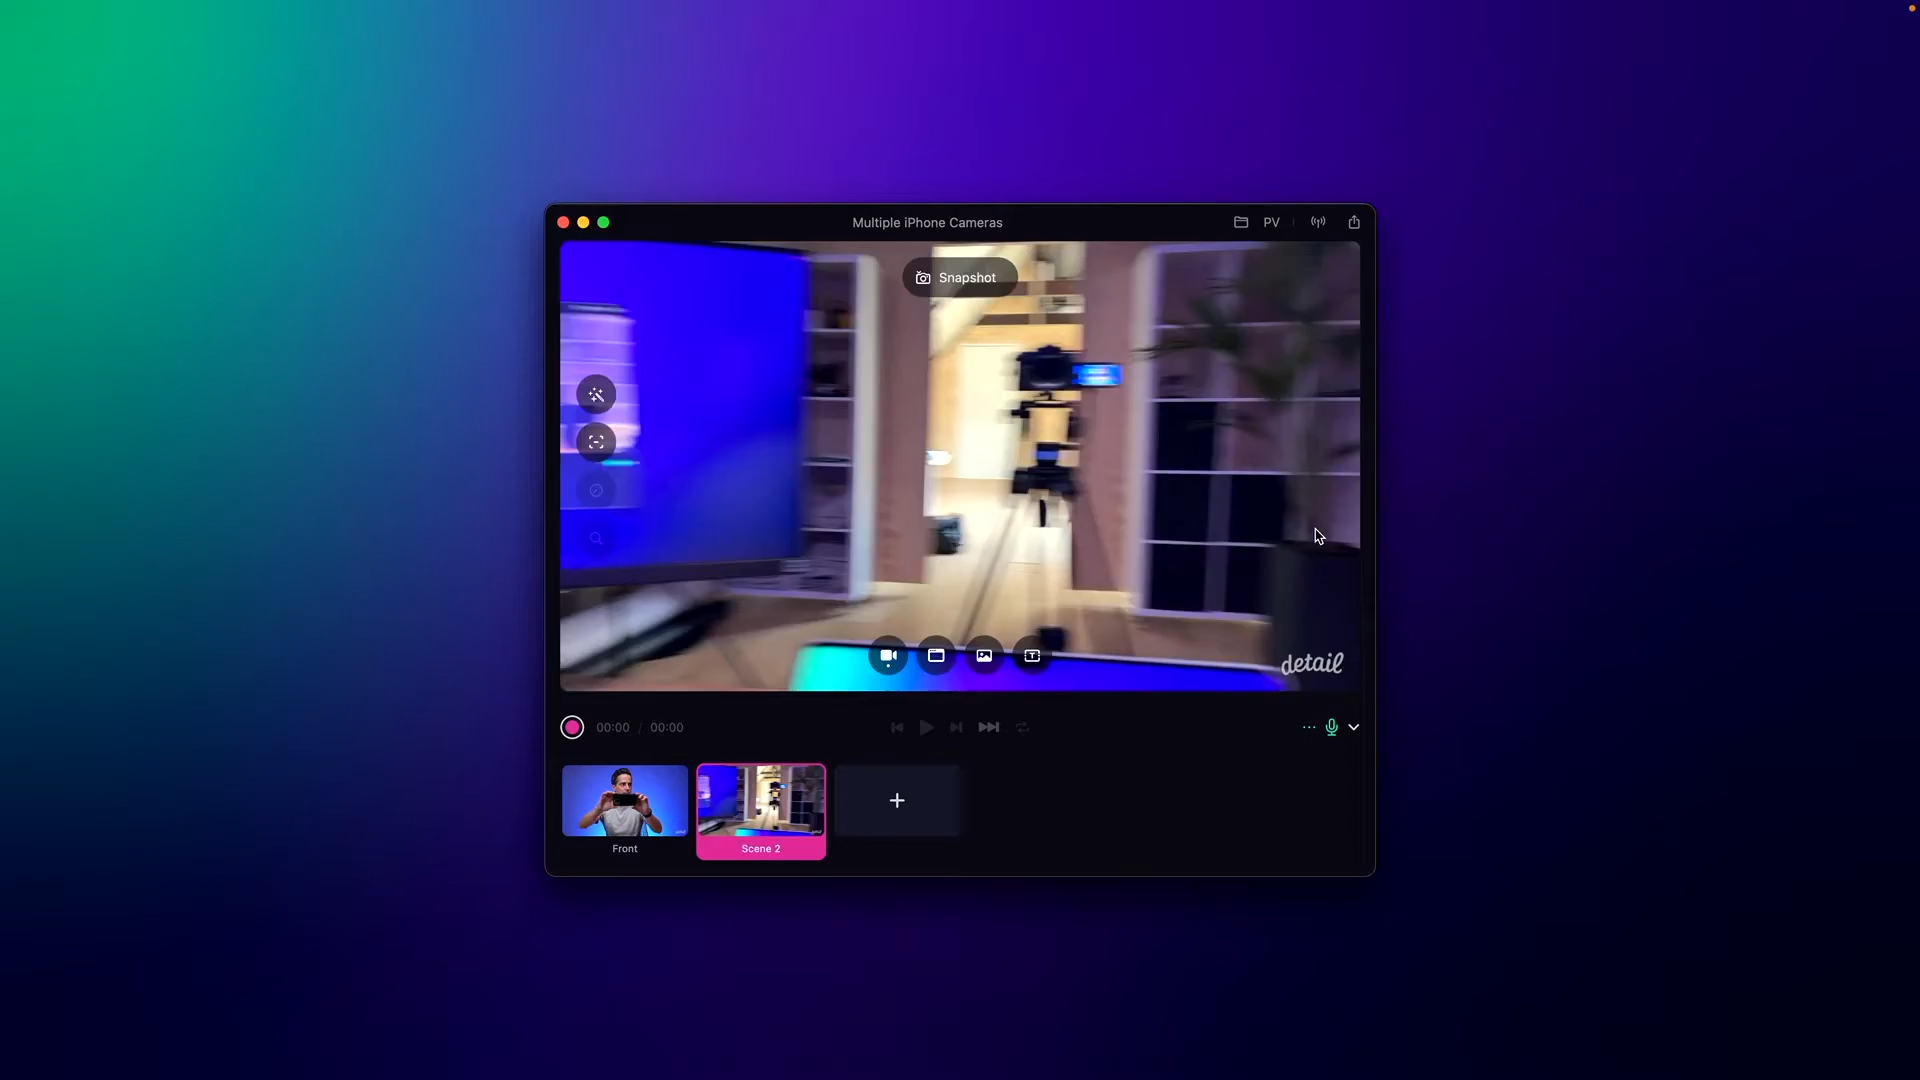 Multiple iPhone Cameras
PV
Snapshot
detail
00:00 / 00:00
Front
Scene 2